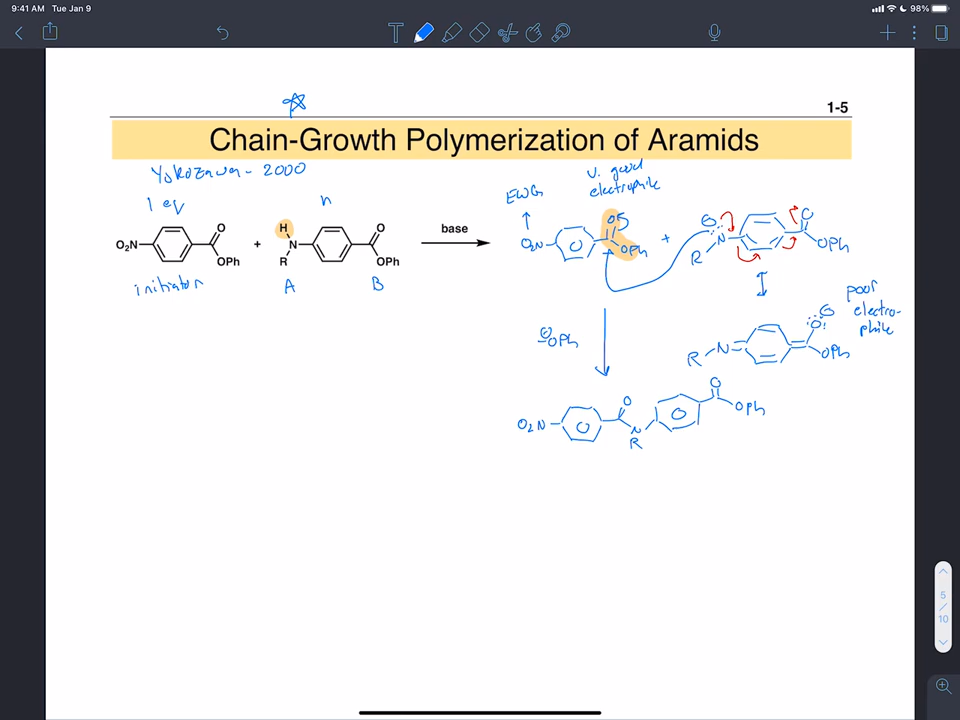 9:41 AM Tue Jan 9
98%
1-5
Chain-Growth Polymerization of Aramids
Yokozawa - 2000
1 eq
n
O₂N
O
OPh
+
H
N
R
O
OPh
base
initiator
A
B
EWG
v. good
electrophile
O₂N
O
OPh
+
⊖
N
R
O
OPh
poor
electro-
phile
R
N
O
⊖
OPh
⊖OPh
O₂N
O
N
R
O
OPh
5
/
10